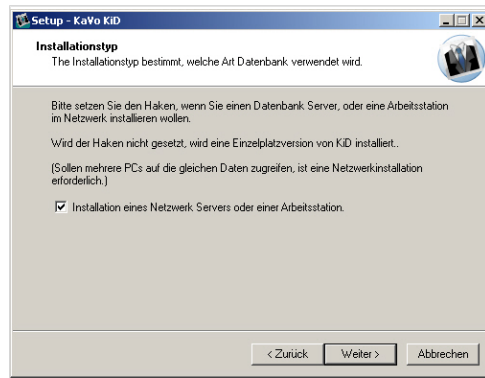 Setup - KaVo KiD
Installationstyp
The Installationstyp bestimmt, welche Art Datenbank verwendet wird.
Bitte setzen Sie den Haken, wenn Sie einen Datenbank Server, oder eine Arbeitsstation
im Netzwerk installieren wollen.
Wird der Haken nicht gesetzt, wird eine Einzelplatzversion von KiD installiert..
(Sollen mehrere PCs auf die gleichen Daten zugreifen, ist eine Netzwerkinstallation
erforderlich.)
Installation eines Netzwerk Servers oder einer Arbeitsstation.
< Zurück Weiter > Abbrechen